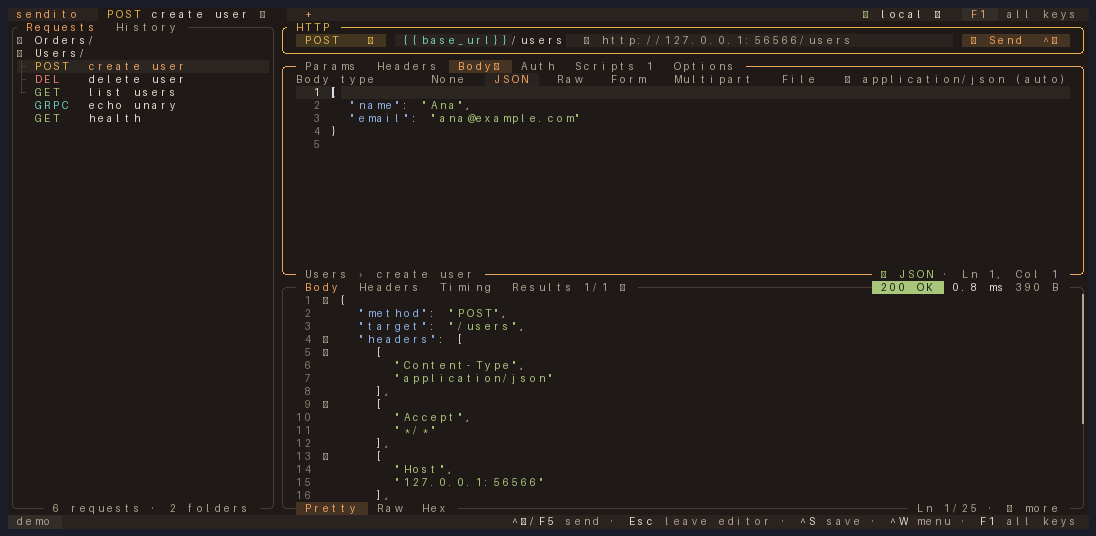 sendito POST create user + local F1 all keys
Requests History
Orders/
Users/
POST create user
DEL delete user
GET list users
GRPC echo unary
GET health
6 requests · 2 folders
HTTP
POST {{base_url}}/users http://127.0.0.1:56566/users Send ^
Params Headers Body Auth Scripts 1 Options
Body type None JSON Raw Form Multipart File application/json (auto)
1 {
2 "name": "Ana",
3 "email": "ana@example.com"
4 }
5
Users › create user JSON · Ln 1, Col 1
Body Headers Timing Results 1/1 200 OK 0.8 ms 390 B
1 {
2 "method": "POST",
3 "target": "/users",
4 "headers": [
5 [
6 "Content-Type",
7 "application/json"
8 ],
9 [
10 "Accept",
11 "*/*"
12 ],
13 [
14 "Host",
15 "127.0.0.1:56566"
16 ],
Pretty Raw Hex Ln 1/25 · more
demo ^/F5 send · Esc leave editor · ^S save · ^W menu · F1 all keys